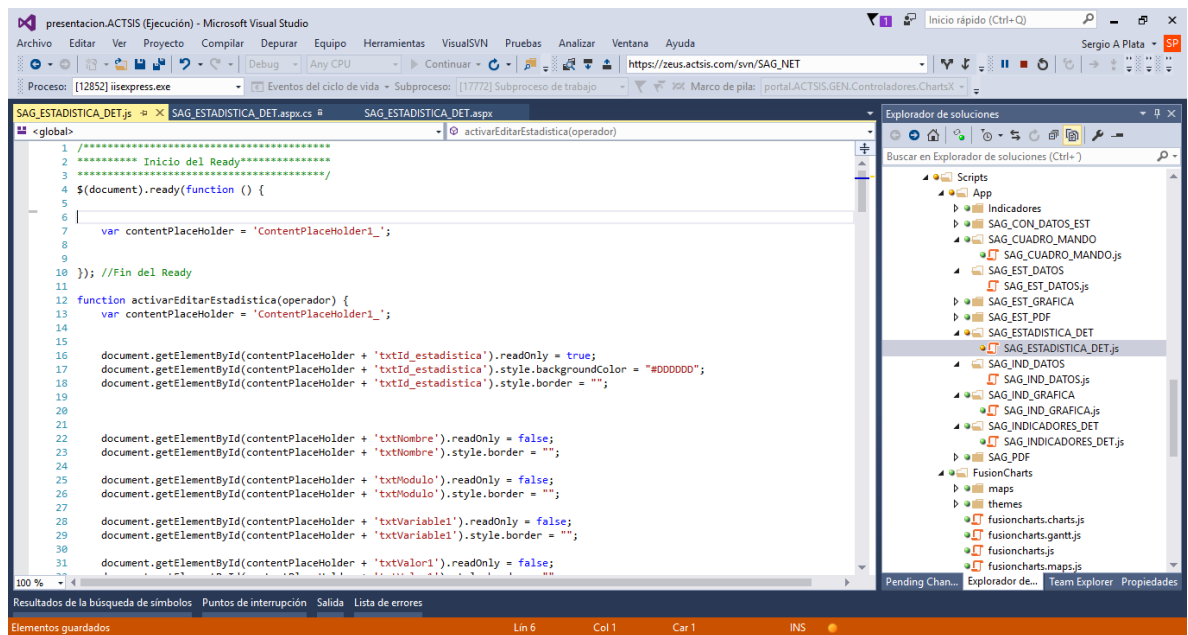 presentacion.ACTSIS (Ejecución) - Microsoft Visual Studio
1
Inicio rápido (Ctrl+Q)
Archivo Editar Ver Proyecto Compilar Depurar Equipo Herramientas VisualSVN Pruebas Analizar Ventana Ayuda
Sergio A Plata
SP
Debug Any CPU Continuar https://zeus.actsis.com/svn/SAG_NET
Proceso: [12852] iisexpress.exe Eventos del ciclo de vida Subproceso: [17772] Subproceso de trabajo Marco de pila: portal.ACTSIS.GEN.Controladores.ChartsX
SAG_ESTADISTICA_DET.js SAG_ESTADISTICA_DET.aspx.cs SAG_ESTADISTICA_DET.aspx
<global> activarEditarEstadistica(operador)
1 /*****************************************
2 ********** Inicio del Ready***************
3 *****************************************/
4 $(document).ready(function () {
5
6
7 var contentPlaceHolder = 'ContentPlaceHolder1_';
8
9
10 }); //Fin del Ready
11
12 function activarEditarEstadistica(operador) {
13 var contentPlaceHolder = 'ContentPlaceHolder1_';
14
15
16 document.getElementById(contentPlaceHolder + 'txtId_estadistica').readOnly = true;
17 document.getElementById(contentPlaceHolder + 'txtId_estadistica').style.backgroundColor = "#DDDDDD";
18 document.getElementById(contentPlaceHolder + 'txtId_estadistica').style.border = "";
19
20
21
22 document.getElementById(contentPlaceHolder + 'txtNombre').readOnly = false;
23 document.getElementById(contentPlaceHolder + 'txtNombre').style.border = "";
24
25 document.getElementById(contentPlaceHolder + 'txtModulo').readOnly = false;
26 document.getElementById(contentPlaceHolder + 'txtModulo').style.border = "";
27
28 document.getElementById(contentPlaceHolder + 'txtVariable1').readOnly = false;
29 document.getElementById(contentPlaceHolder + 'txtVariable1').style.border = "";
30
31 document.getElementById(contentPlaceHolder + 'txtValor1').readOnly = false;
100 %
Explorador de soluciones
Buscar en Explorador de soluciones (Ctrl+´)
Scripts
App
Indicadores
SAG_CON_DATOS_EST
SAG_CUADRO_MANDO
SAG_CUADRO_MANDO.js
SAG_EST_DATOS
SAG_EST_DATOS.js
SAG_EST_GRAFICA
SAG_EST_PDF
SAG_ESTADISTICA_DET
SAG_ESTADISTICA_DET.js
SAG_IND_DATOS
SAG_IND_DATOS.js
SAG_IND_GRAFICA
SAG_IND_GRAFICA.js
SAG_INDICADORES_DET
SAG_INDICADORES_DET.js
SAG_PDF
FusionCharts
maps
themes
fusioncharts.charts.js
fusioncharts.gantt.js
fusioncharts.js
fusioncharts.maps.js
Pending Chan... Explorador de... Team Explorer Propiedades
Resultados de la búsqueda de símbolos Puntos de interrupción Salida Lista de errores
Elementos guardados Lín 6 Col 1 Car 1 INS